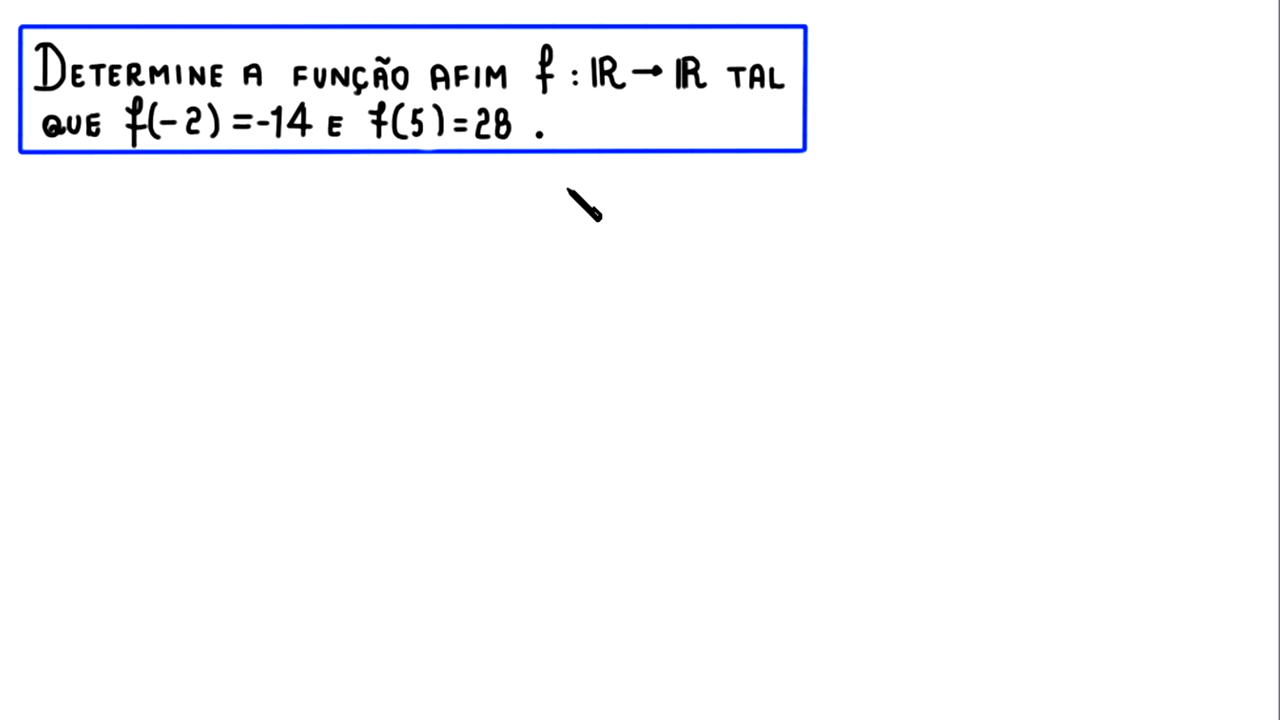 DETERMINE A FUNÇÃO AFIM f : ℝ → ℝ TAL
QUE f(-2) = -14 E f(5) = 28 .